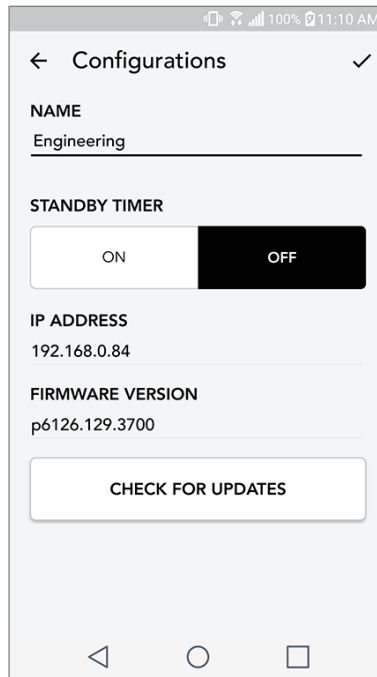 100% 11:10 AM
Configurations
NAME
Engineering
STANDBY TIMER
ON OFF
IP ADDRESS
192.168.0.84
FIRMWARE VERSION
p6126.129.3700
CHECK FOR UPDATES